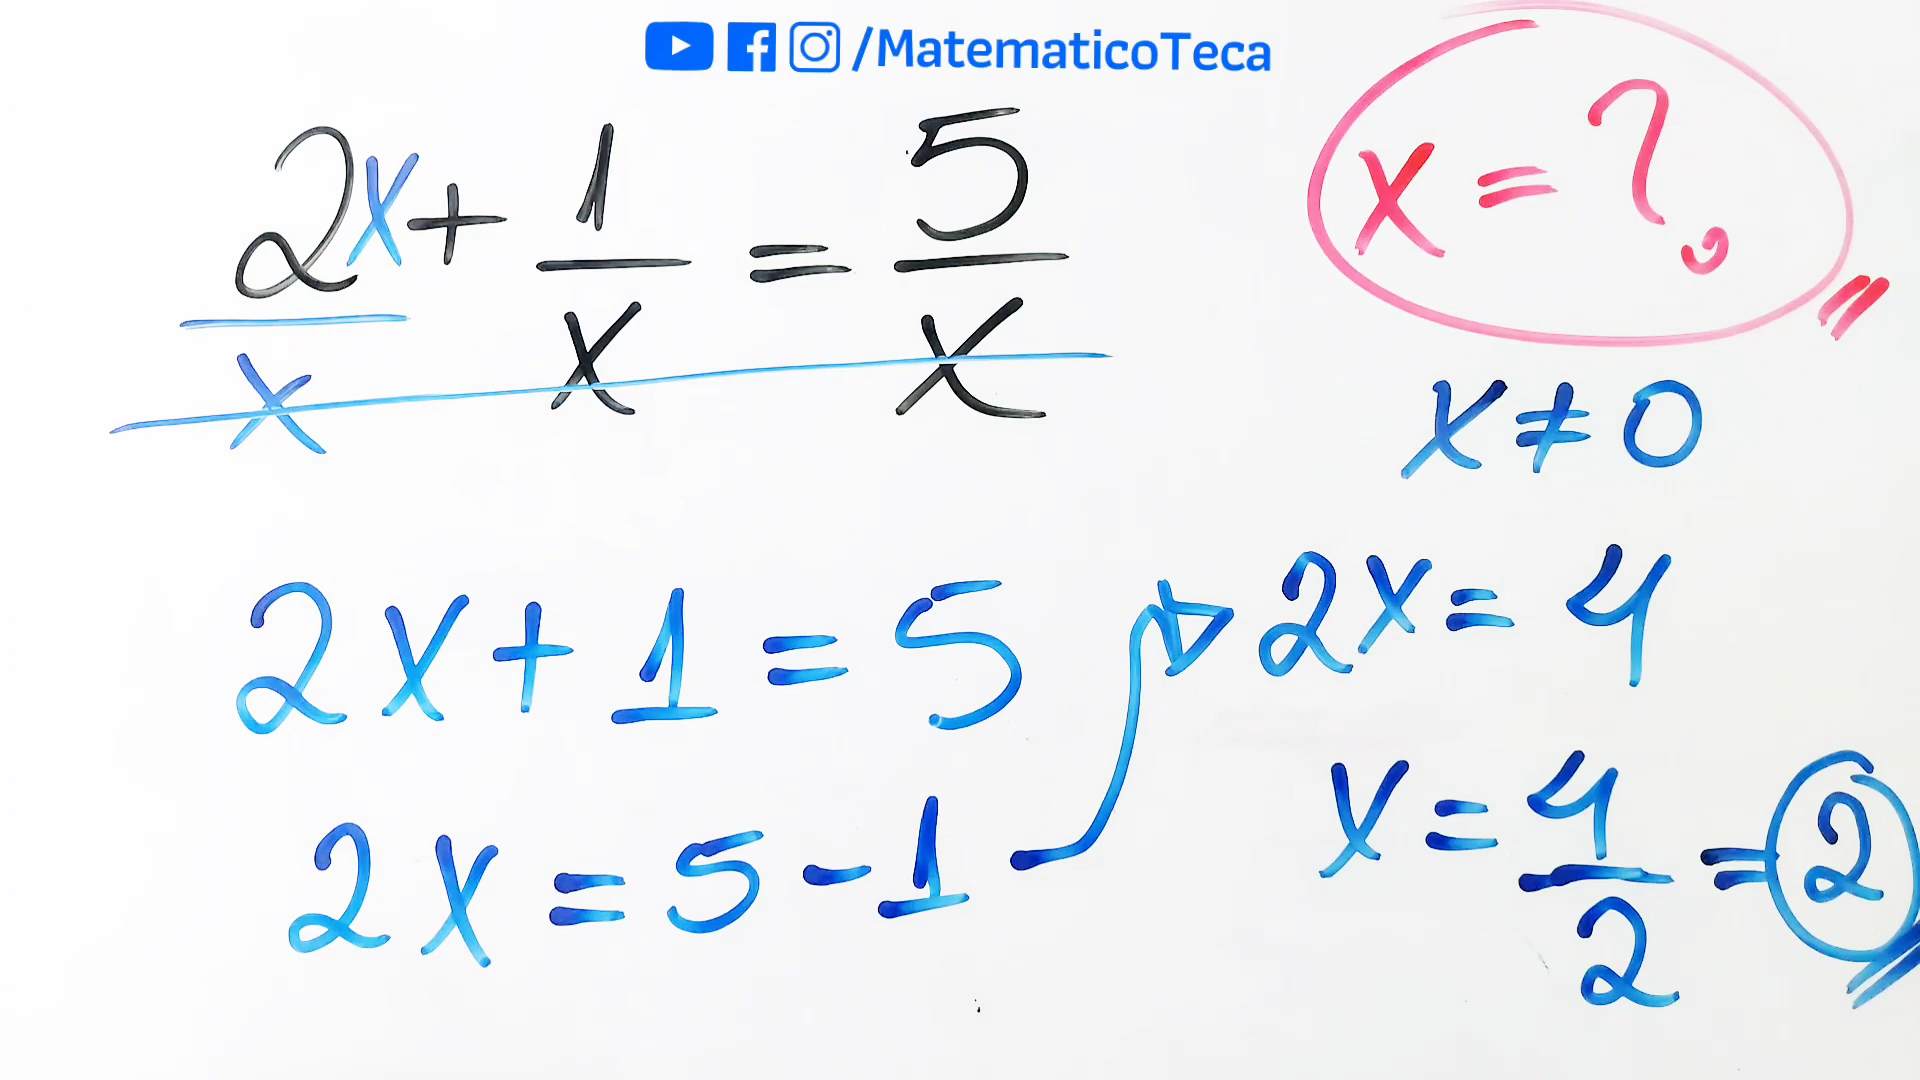 /MatematicoTeca
2x/x + 1/x = 5/x
x = ?
x ≠ 0
2x + 1 = 5
2x = 5 - 1
2x = 4
x = 4/2 = 2